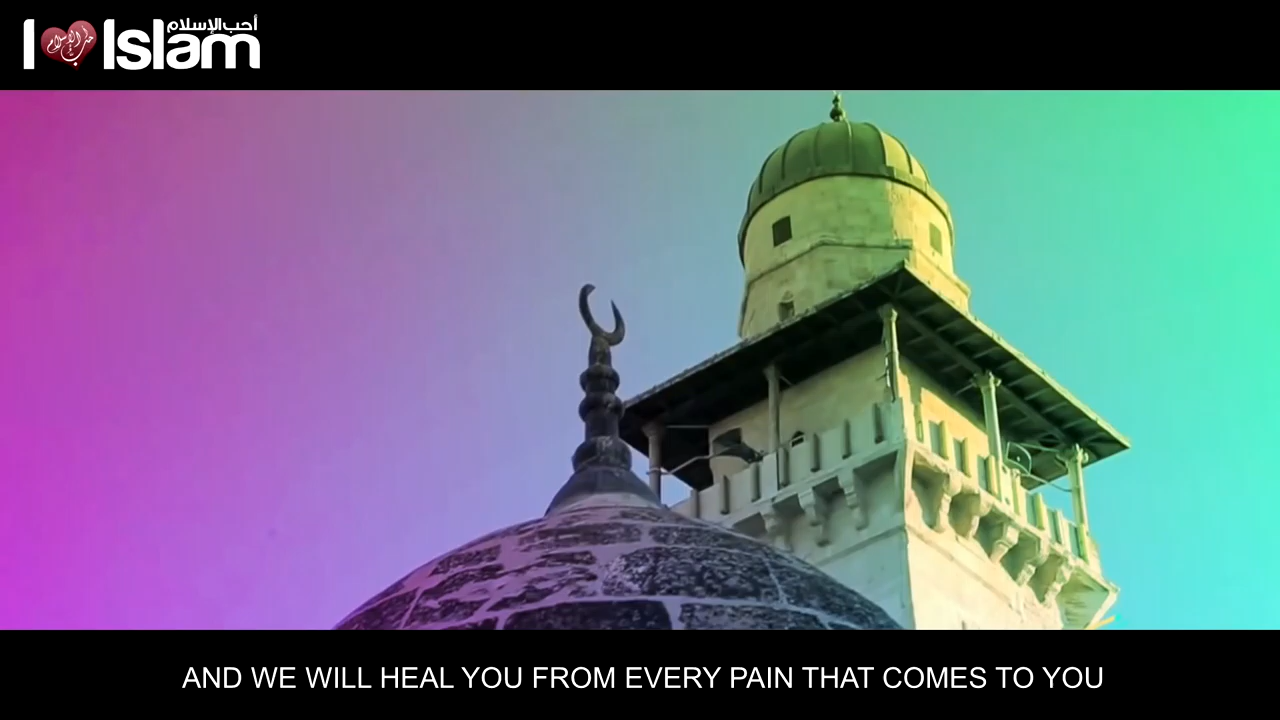 أحب الإسلام
I Islam
AND WE WILL HEAL YOU FROM EVERY PAIN THAT COMES TO YOU